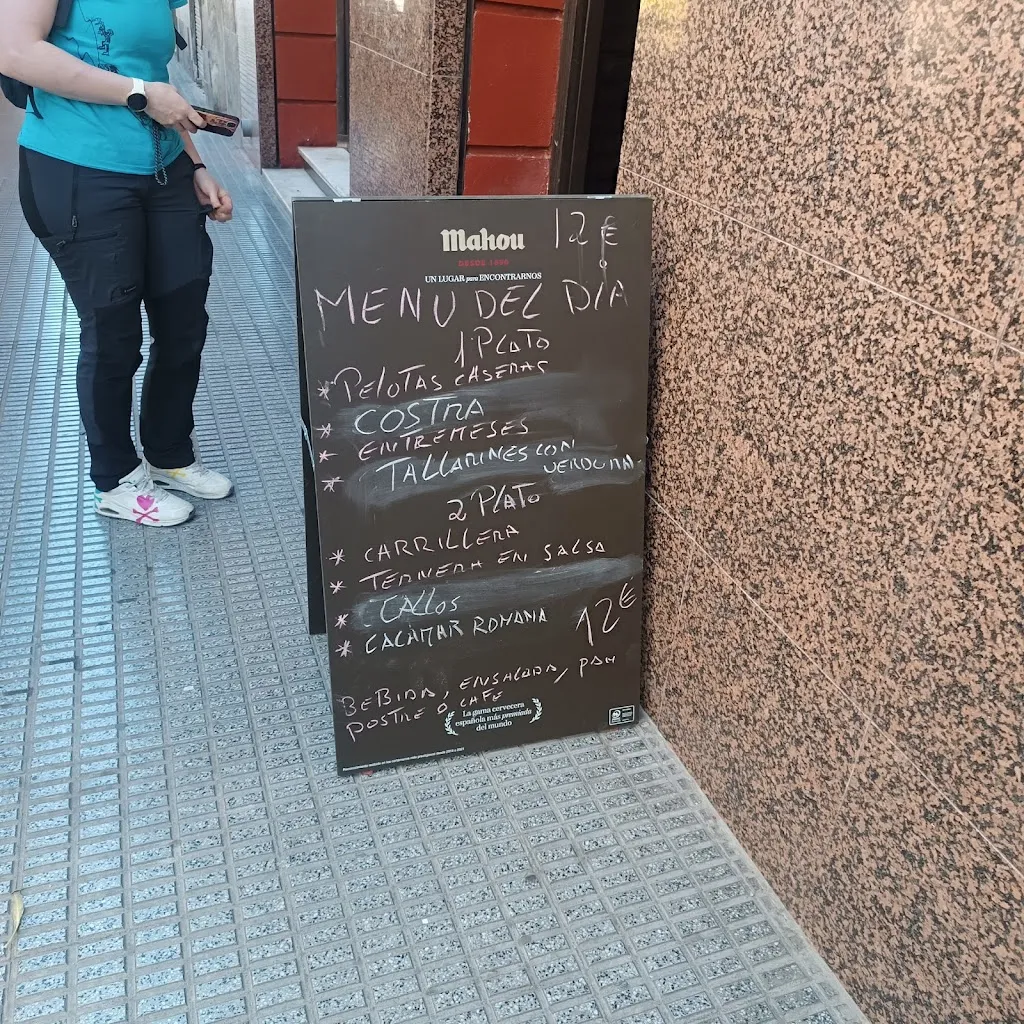 Mahou
12 €
DESDE 1890
UN LUGAR para ENCONTRARNOS
MENU DEL DIA
1 PLATO
* PELOTAS CASERAS
* COSTRA
* ENTREMESES
* TALLARINES CON
VERDURA
2 PLATO
* CARRILLERA
* TERNERA EN SALSA
* CALLOS
* CALAMAR ROMANA
12 €
BEBIDA, ENSALADA, PAN
POSTRE O CAFE
La gama cervecera
española más premiada
del mundo